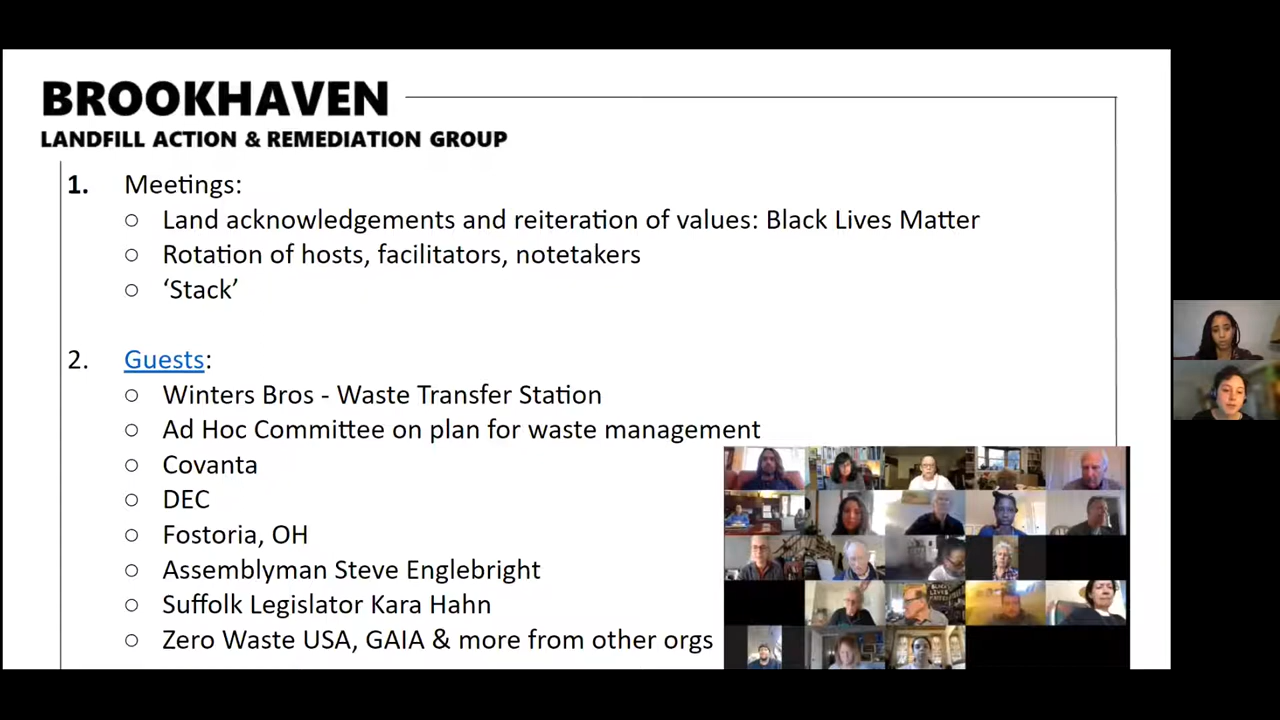 BROOKHAVEN
LANDFILL ACTION & REMEDIATION GROUP
1. Meetings:
○ Land acknowledgements and reiteration of values: Black Lives Matter
○ Rotation of hosts, facilitators, notetakers
○ ‘Stack’
2. Guests:
○ Winters Bros - Waste Transfer Station
○ Ad Hoc Committee on plan for waste management
○ Covanta
○ DEC
○ Fostoria, OH
○ Assemblyman Steve Englebright
○ Suffolk Legislator Kara Hahn
○ Zero Waste USA, GAIA & more from other orgs